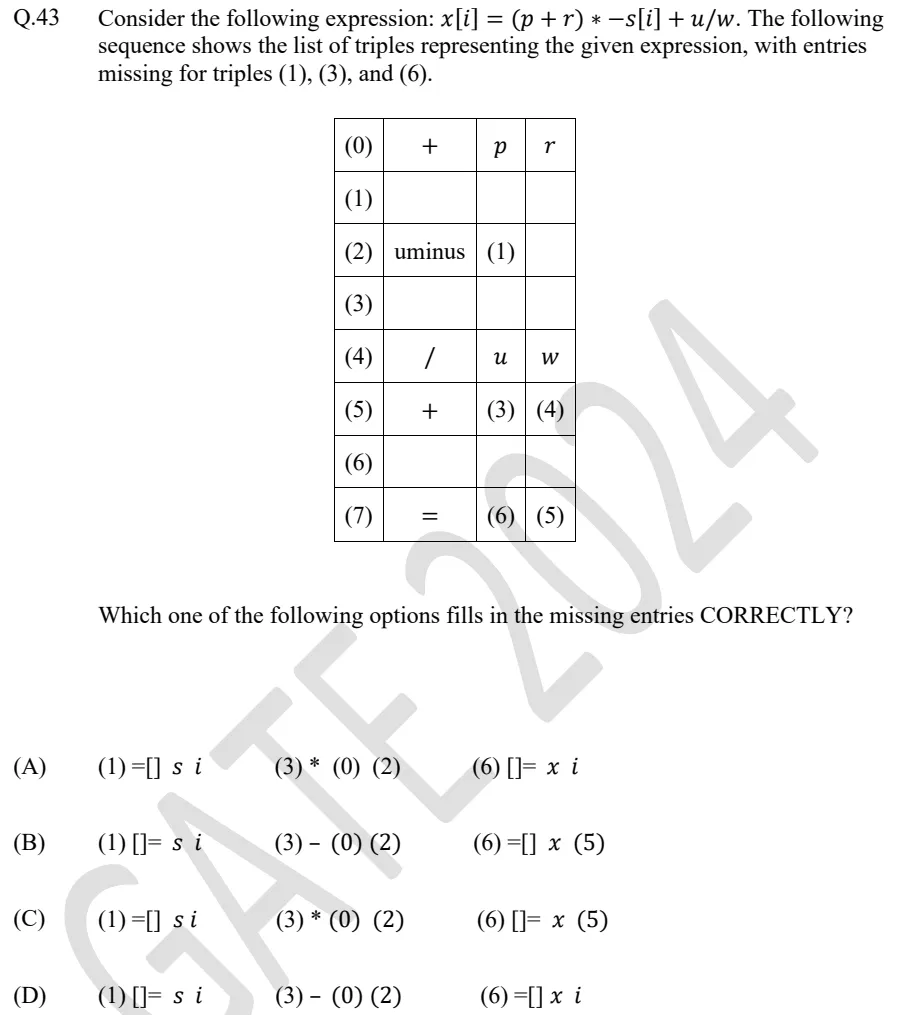 Q.43 Consider the following expression: x[i] = (p + r) * −s[i] + u/w. The following
sequence shows the list of triples representing the given expression, with entries
missing for triples (1), (3), and (6).
(0) + p r
(1)
(2) uminus (1)
(3)
(4) / u w
(5) + (3) (4)
(6)
(7) = (6) (5)
Which one of the following options fills in the missing entries CORRECTLY?
(A) (1) =[] s i (3) * (0) (2) (6) []= x i
(B) (1) []= s i (3) − (0) (2) (6) =[] x (5)
(C) (1) =[] s i (3) * (0) (2) (6) []= x (5)
(D) (1) []= s i (3) − (0) (2) (6) =[] x i
GATE 2024